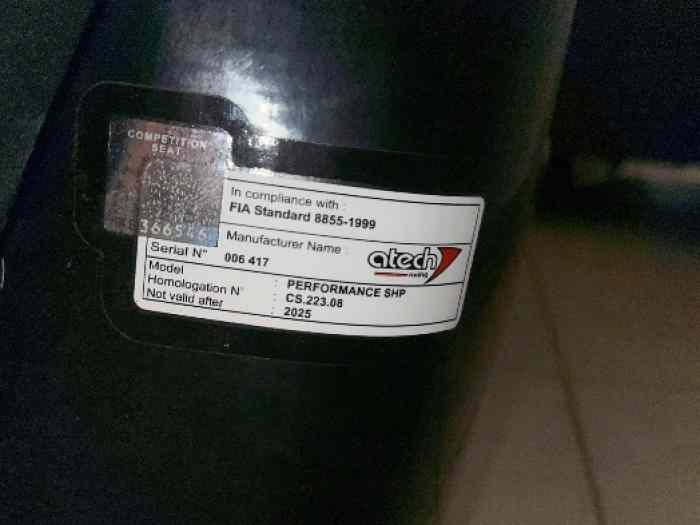 COMPETITION
SEAT
366546
In compliance with :
FIA Standard 8855-1999
Manufacturer Name :
atech
racing
Serial N° 006 417
Model : PERFORMANCE SHP
Homologation N° : CS.223.08
Not valid after : 2025